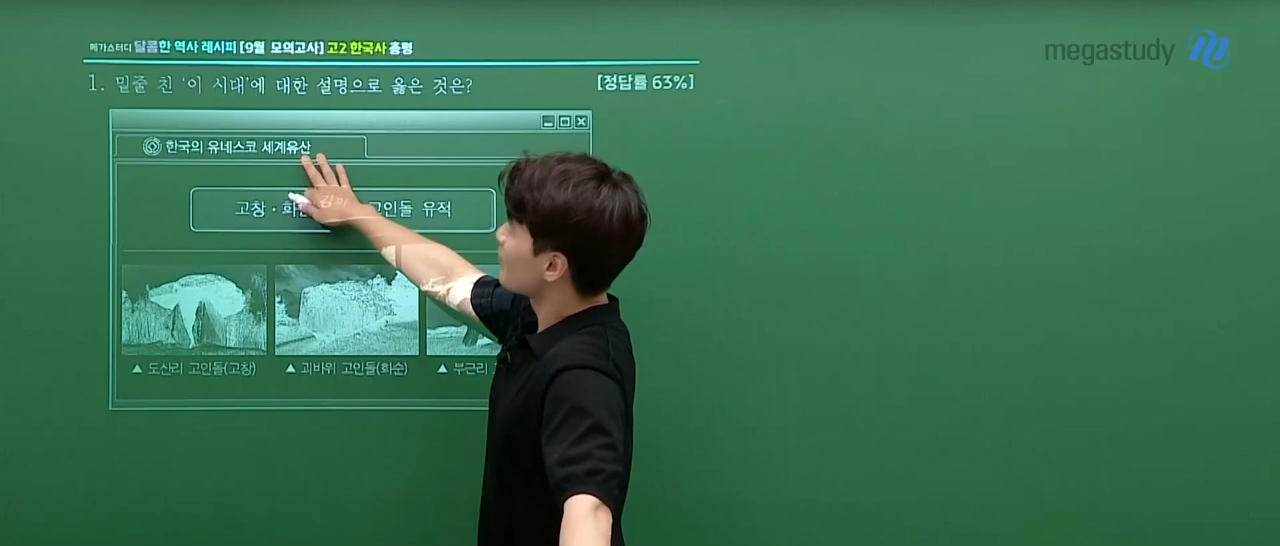 메가스터디 달콤한 역사 레시피 [9월 모의고사] 고2 한국사 총평
megastudy
1. 밑줄 친 '이 시대'에 대한 설명으로 옳은 것은?
[정답률 63%]
한국의 유네스코 세계유산
고창 · 고인돌 유적
▲ 도산리 고인돌(고창)
▲ 괴바위 고인돌(화순)
▲ 부근리